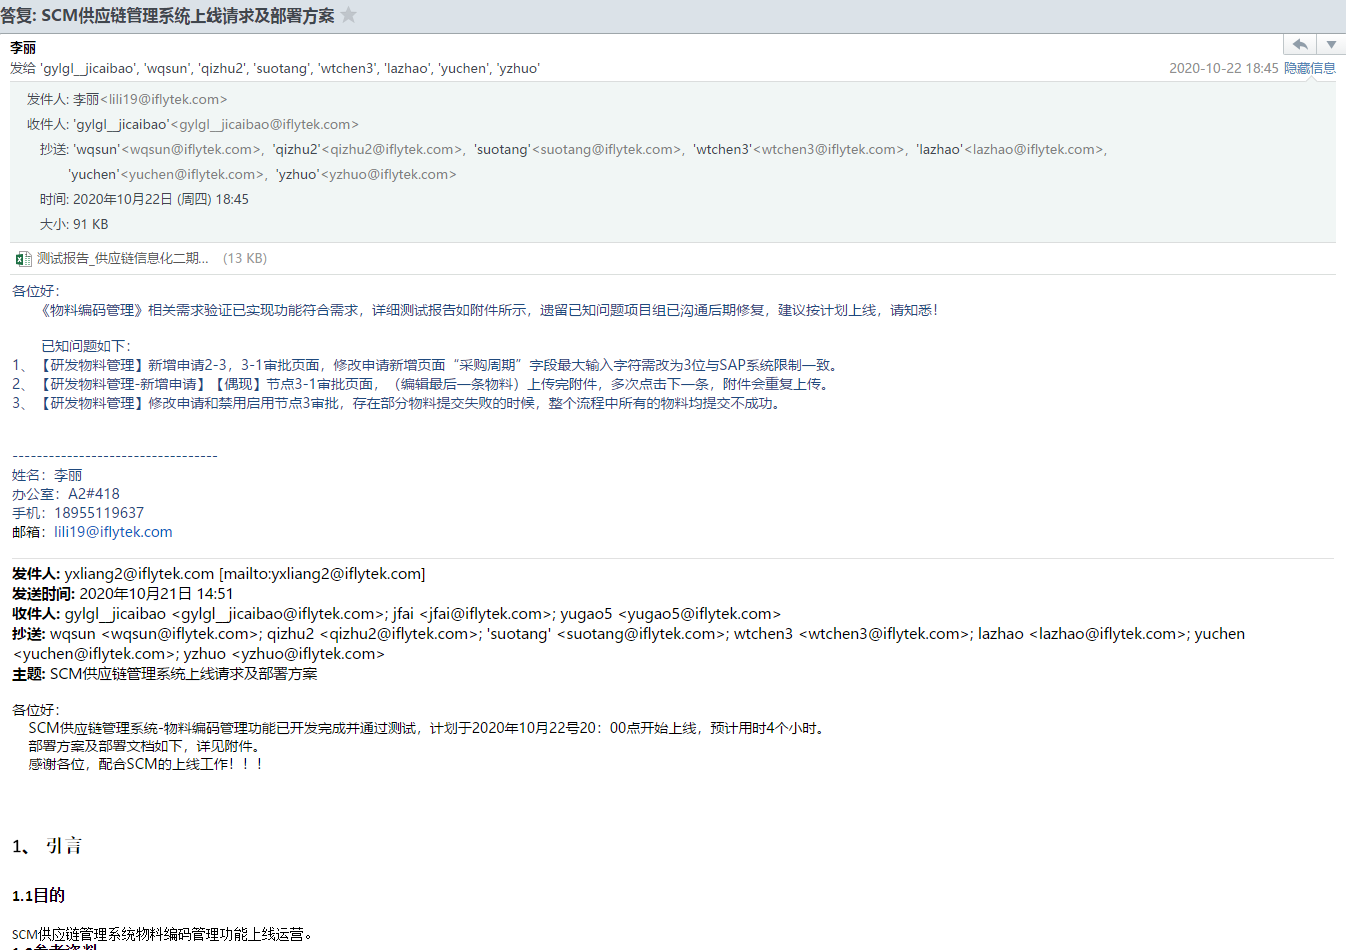 答复: SCM供应链管理系统上线请求及部署方案
李丽
发给 'gylgl__jicaibao', 'wqsun', 'qizhu2', 'suotang', 'wtchen3', 'lazhao', 'yuchen', 'yzhuo'
2020-10-22 18:45 隐藏信息
发件人: 李丽<lili19@iflytek.com>
收件人: 'gylgl__jicaibao'<gylgl__jicaibao@iflytek.com>
抄送: 'wqsun'<wqsun@iflytek.com>, 'qizhu2'<qizhu2@iflytek.com>, 'suotang'<suotang@iflytek.com>, 'wtchen3'<wtchen3@iflytek.com>, 'lazhao'<lazhao@iflytek.com>,
'yuchen'<yuchen@iflytek.com>, 'yzhuo'<yzhuo@iflytek.com>
时间: 2020年10月22日 (周四) 18:45
大小: 91 KB
测试报告_供应链信息化二期... (13 KB)
各位好：
《物料编码管理》相关需求验证已实现功能符合需求，详细测试报告如附件所示，遗留已知问题项目组已沟通后期修复，建议按计划上线，请知悉！
已知问题如下：
1、【研发物料管理】新增申请2-3，3-1审批页面，修改申请新增页面“采购周期”字段最大输入字符需改为3位与SAP系统限制一致。
2、【研发物料管理-新增申请】【偶现】节点3-1审批页面，（编辑最后一条物料）上传完附件，多次点击下一条，附件会重复上传。
3、【研发物料管理】修改申请和禁用启用节点3审批，存在部分物料提交失败的时候，整个流程中所有的物料均提交不成功。
----------------------------------
姓名：李丽
办公室：A2#418
手机：18955119637
邮箱：lili19@iflytek.com
发件人: yxliang2@iflytek.com [mailto:yxliang2@iflytek.com]
发送时间: 2020年10月21日 14:51
收件人: gylgl__jicaibao <gylgl__jicaibao@iflytek.com>; jfai <jfai@iflytek.com>; yugao5 <yugao5@iflytek.com>
抄送: wqsun <wqsun@iflytek.com>; qizhu2 <qizhu2@iflytek.com>; 'suotang' <suotang@iflytek.com>; wtchen3 <wtchen3@iflytek.com>; lazhao <lazhao@iflytek.com>; yuchen
<yuchen@iflytek.com>; yzhuo <yzhuo@iflytek.com>
主题: SCM供应链管理系统上线请求及部署方案
各位好：
SCM供应链管理系统-物料编码管理功能已开发完成并通过测试，计划于2020年10月22号20：00点开始上线，预计用时4个小时。
部署方案及部署文档如下，详见附件。
感谢各位，配合SCM的上线工作！！！
1、 引言
1.1目的
SCM供应链管理系统物料编码管理功能上线运营。
1.2参考资料